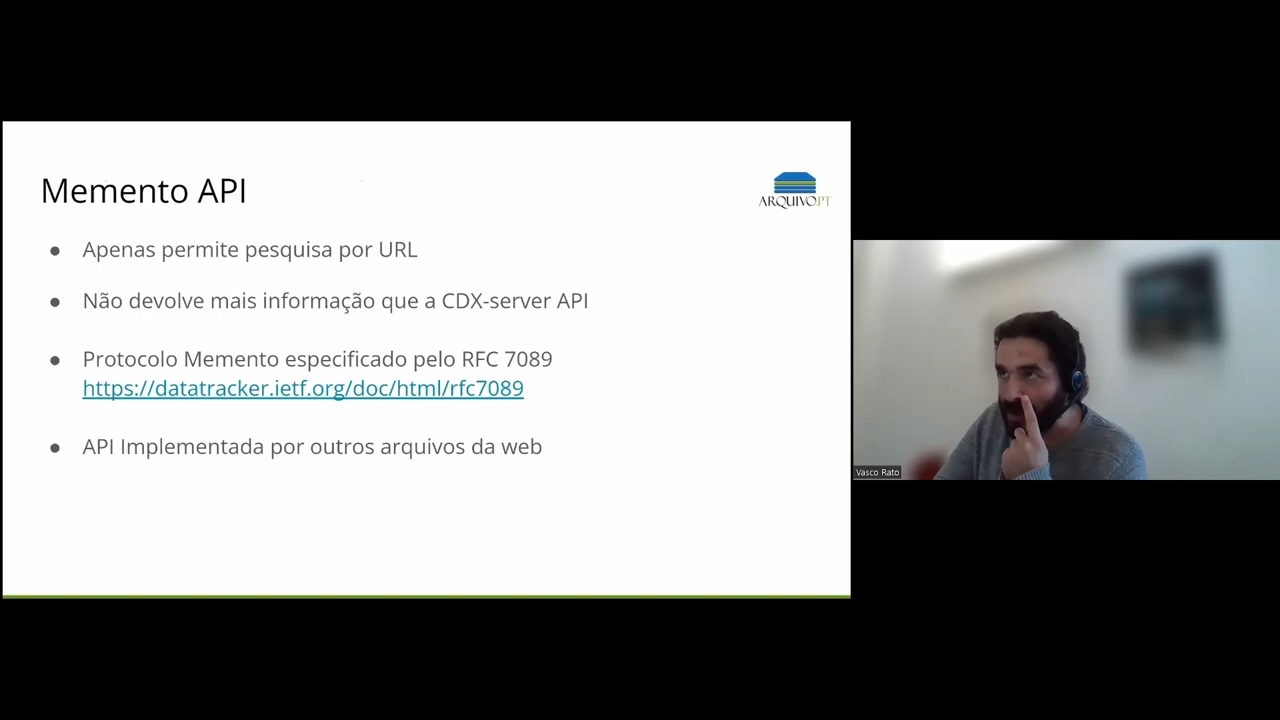 Memento API
ARQUIVO.PT
● Apenas permite pesquisa por URL
● Não devolve mais informação que a CDX-server API
● Protocolo Memento especificado pelo RFC 7089
https://datatracker.ietf.org/doc/html/rfc7089
● API Implementada por outros arquivos da web
Vasco Rato